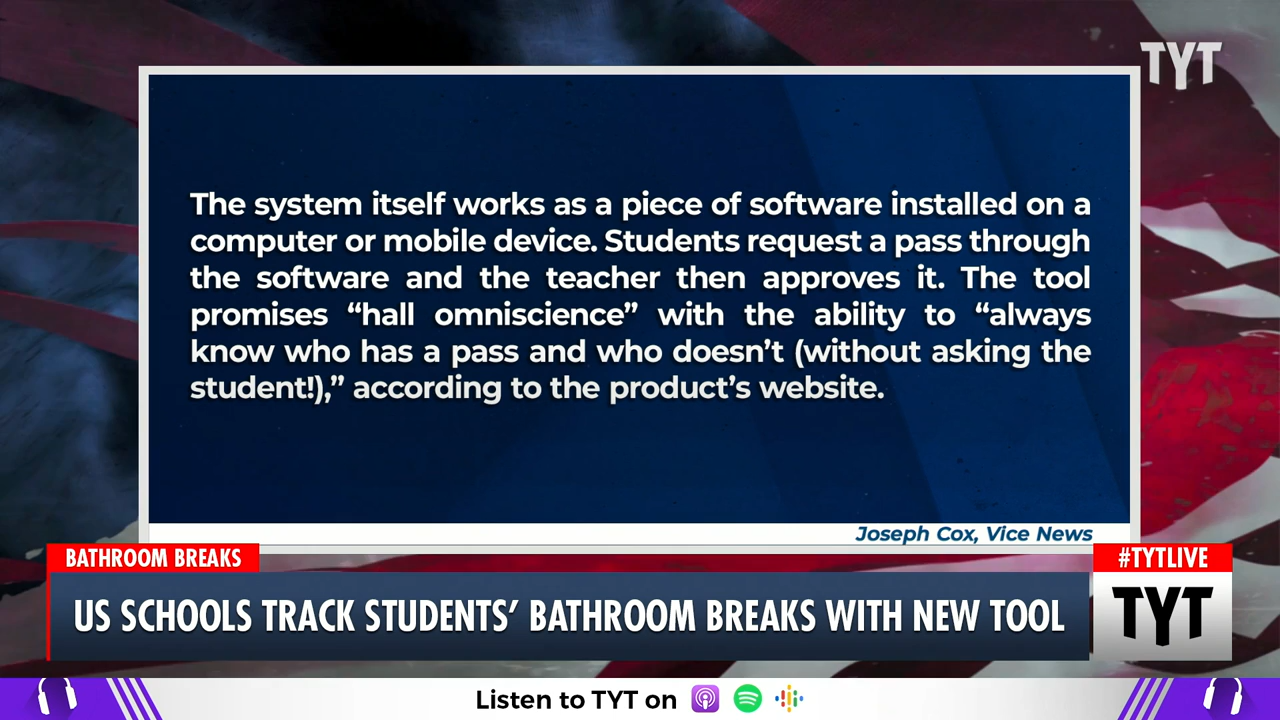 TYT
The system itself works as a piece of software installed on a
computer or mobile device. Students request a pass through
the software and the teacher then approves it. The tool
promises “hall omniscience” with the ability to “always
know who has a pass and who doesn’t (without asking the
student!),” according to the product’s website.
Joseph Cox, Vice News
BATHROOM BREAKS
#TYTLIVE
US SCHOOLS TRACK STUDENTS’ BATHROOM BREAKS WITH NEW TOOL
TYT
Listen to TYT on